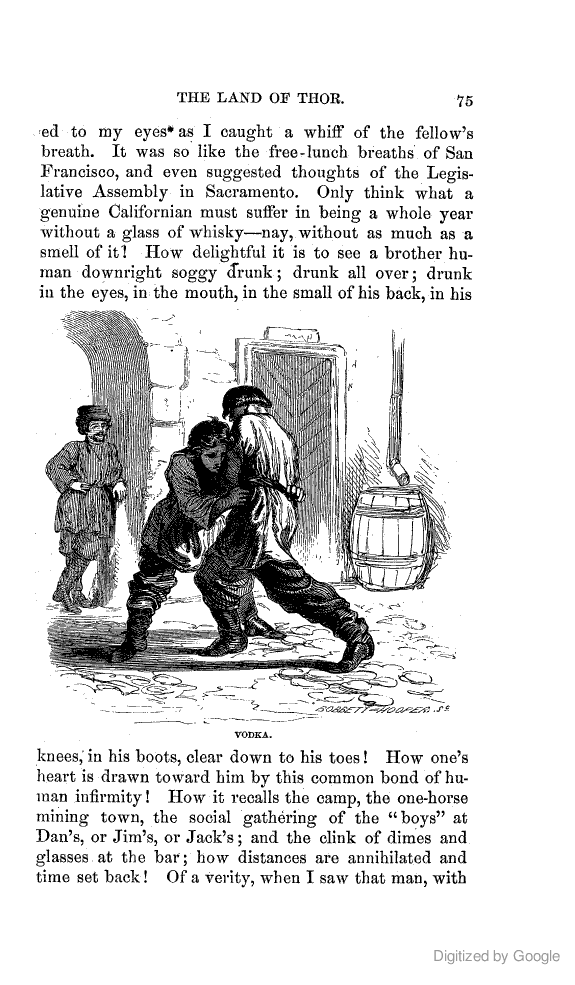 THE LAND OF THOR. 75
ed to my eyes as I caught a whiff of the fellow's
breath. It was so like the free-lunch breaths of San
Francisco, and even suggested thoughts of the Legis-
lative Assembly in Sacramento. Only think what a
genuine Californian must suffer in being a whole year
without a glass of whisky—nay, without as much as a
smell of it! How delightful it is to see a brother hu-
man downright soggy drunk; drunk all over; drunk
in the eyes, in the mouth, in the small of his back, in his
BOBBETT-HOOPER. Sc
VODKA.
knees, in his boots, clear down to his toes! How one's
heart is drawn toward him by this common bond of hu-
man infirmity! How it recalls the camp, the one-horse
mining town, the social gathering of the "boys" at
Dan's, or Jim's, or Jack's; and the clink of dimes and
glasses at the bar; how distances are annihilated and
time set back! Of a verity, when I saw that man, with
Digitized by Google